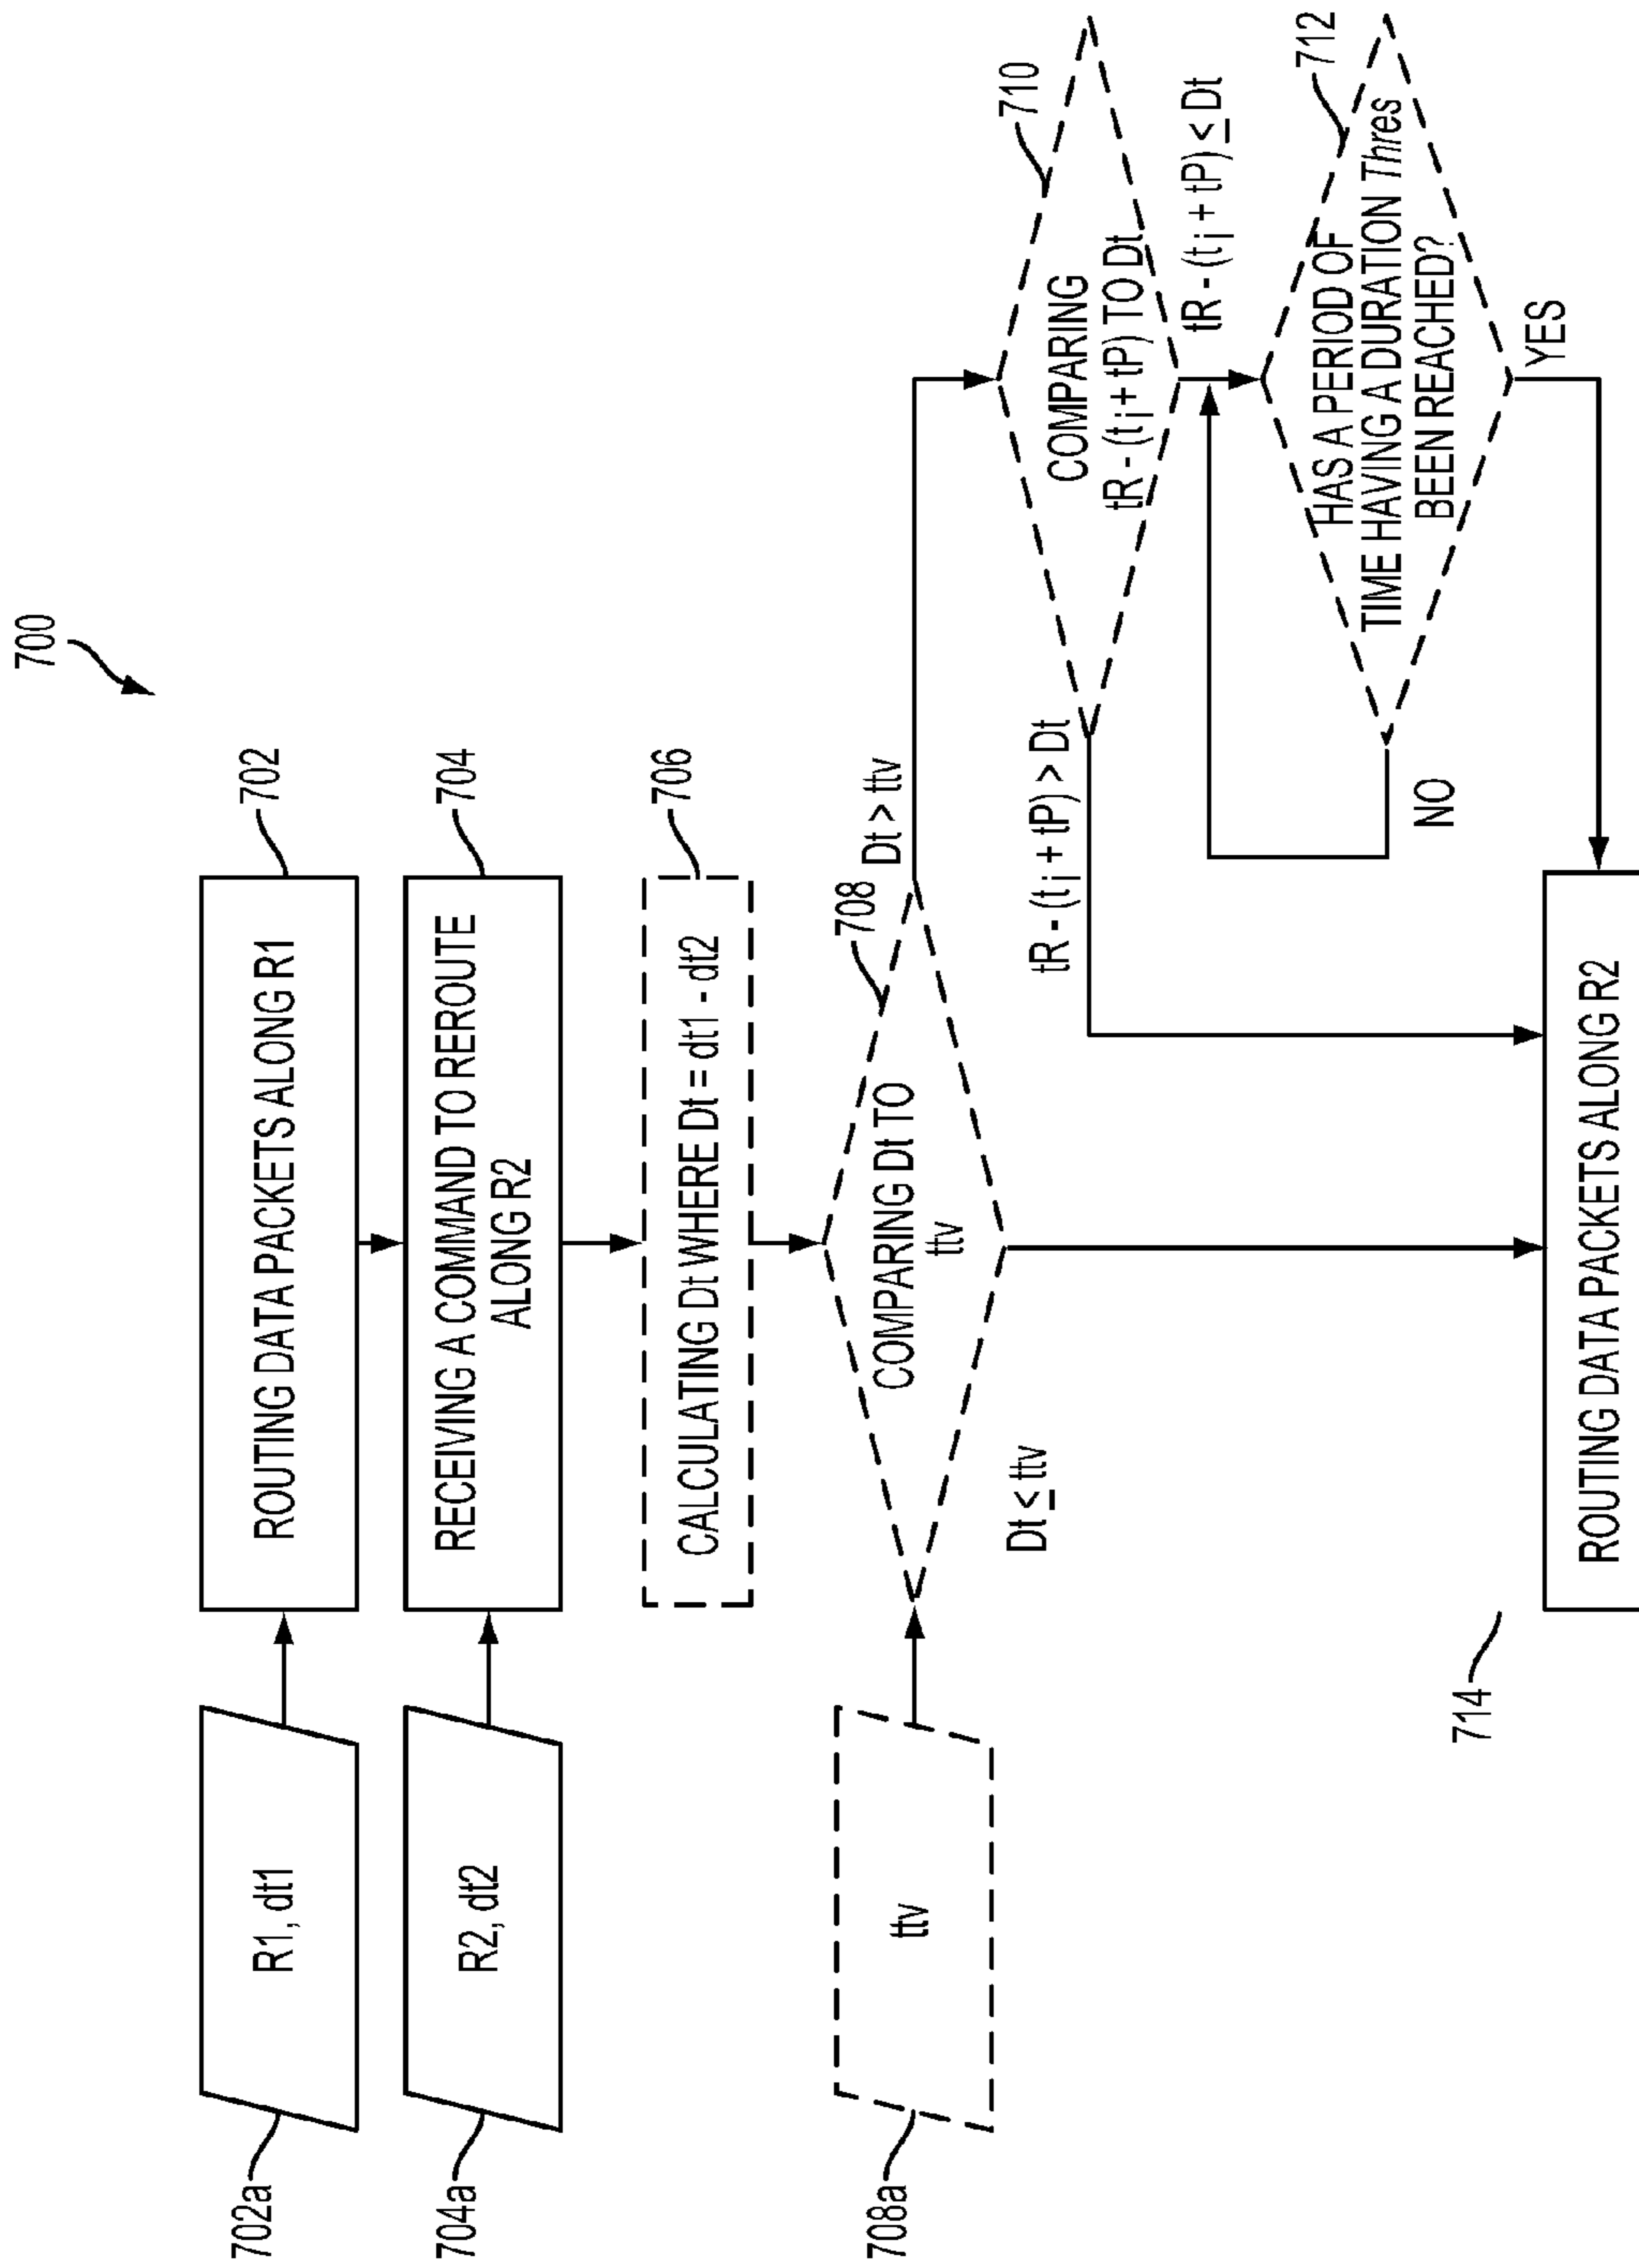 700
702a
R1, dt1
ROUTING DATA PACKETS ALONG R1
702
704a
R2, dt2
RECEIVING A COMMAND TO REROUTE
ALONG R2
704
CALCULATING Dt WHERE Dt = dt1 - dt2
706
708a
ttv
COMPARING Dt TO
ttv
708
Dt > ttv
Dt ≤ ttv
COMPARING
tR - (ti + tP) TO Dt
710
tR - (ti + tP) > Dt
tR - (ti + tP) ≤ Dt
HAS A PERIOD OF
TIME HAVING A DURATION Thres
BEEN REACHED?
712
NO
YES
714
ROUTING DATA PACKETS ALONG R2